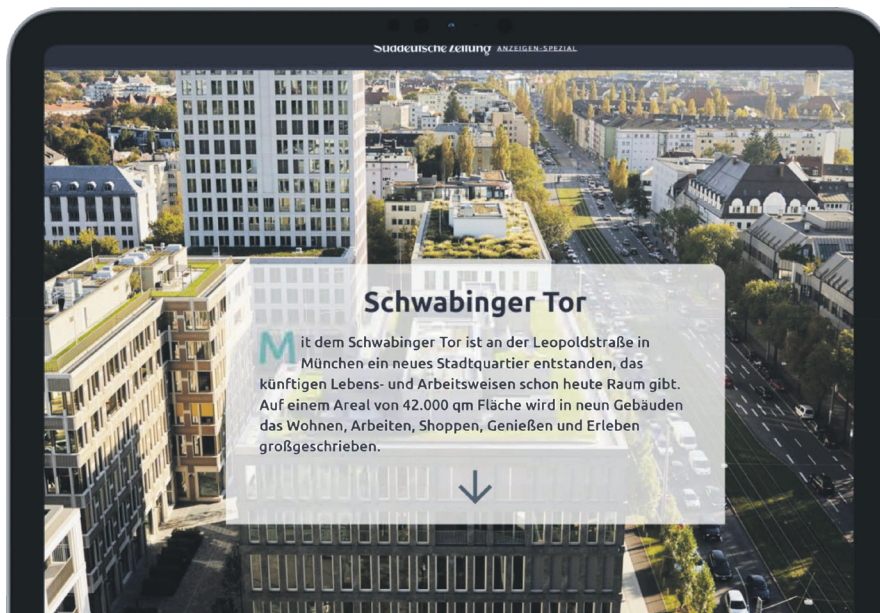 Süddeutsche Zeitung ANZEIGEN-SPEZIAL
Schwabinger Tor
Mit dem Schwabinger Tor ist an der Leopoldstraße in
München ein neues Stadtquartier entstanden, das
künftigen Lebens- und Arbeitsweisen schon heute Raum gibt.
Auf einem Areal von 42.000 qm Fläche wird in neun Gebäuden
das Wohnen, Arbeiten, Shoppen, Genießen und Erleben
großgeschrieben.